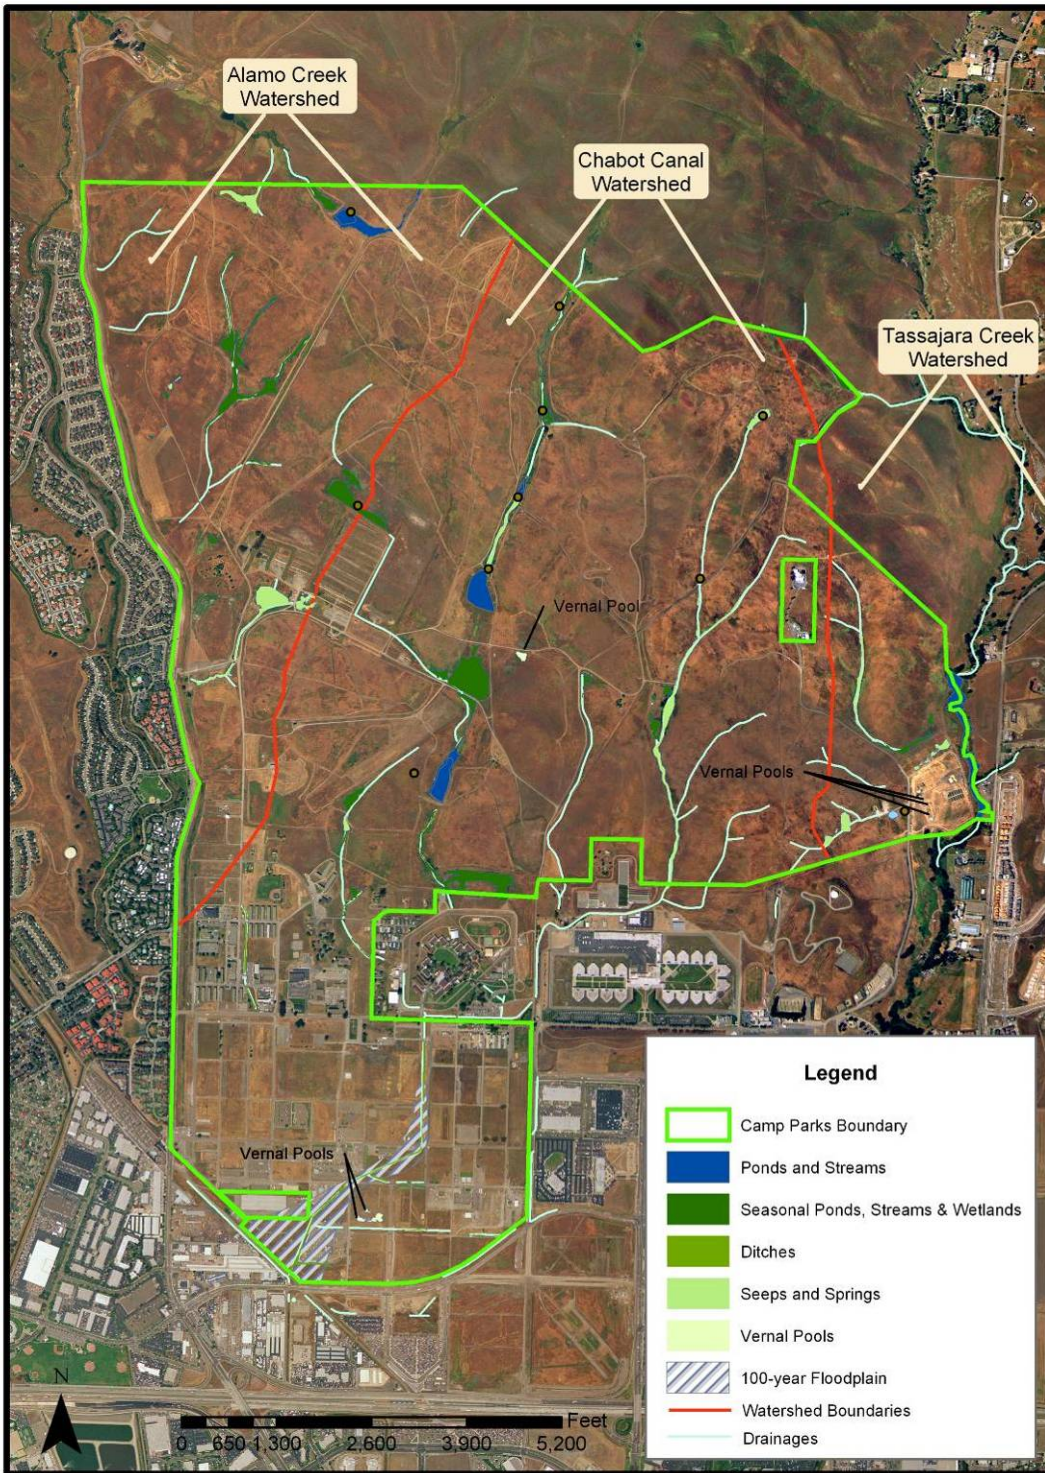 Alamo Creek
Watershed
Chabot Canal
Watershed
Tassajara Creek
Watershed
Vernal Pool
Vernal Pools
Vernal Pools
Legend
Camp Parks Boundary
Ponds and Streams
Seasonal Ponds, Streams & Wetlands
Ditches
Seeps and Springs
Vernal Pools
100-year Floodplain
Watershed Boundaries
Drainages
N
Feet
0 650 1,300 2,600 3,900 5,200